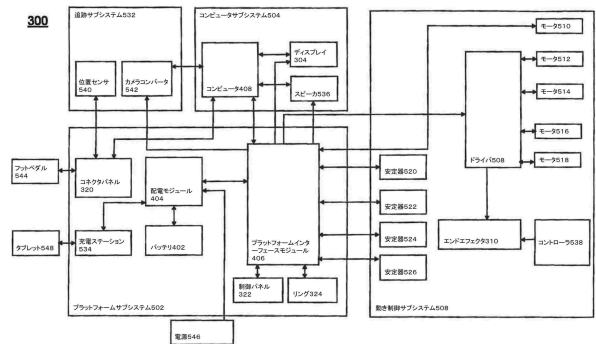 300
追跡サブシステム532
位置センサ
540
カメラコンバータ
542
コンピュータサブシステム504
コンピュータ408
ディスプレイ
304
スピーカ536
モータ510
モータ512
モータ514
モータ516
モータ518
ドライバ508
エンドエフェクタ310
コントローラ538
動き制御サブシステム508
フットペダル
544
コネクタパネル
320
配電モジュール
404
タブレット548
充電ステーション
534
バッテリ402
プラットフォームインター
フェースモジュール
406
安定器520
安定器522
安定器524
安定器526
制御パネル
322
リング324
プラットフォームサブシステム502
電源546